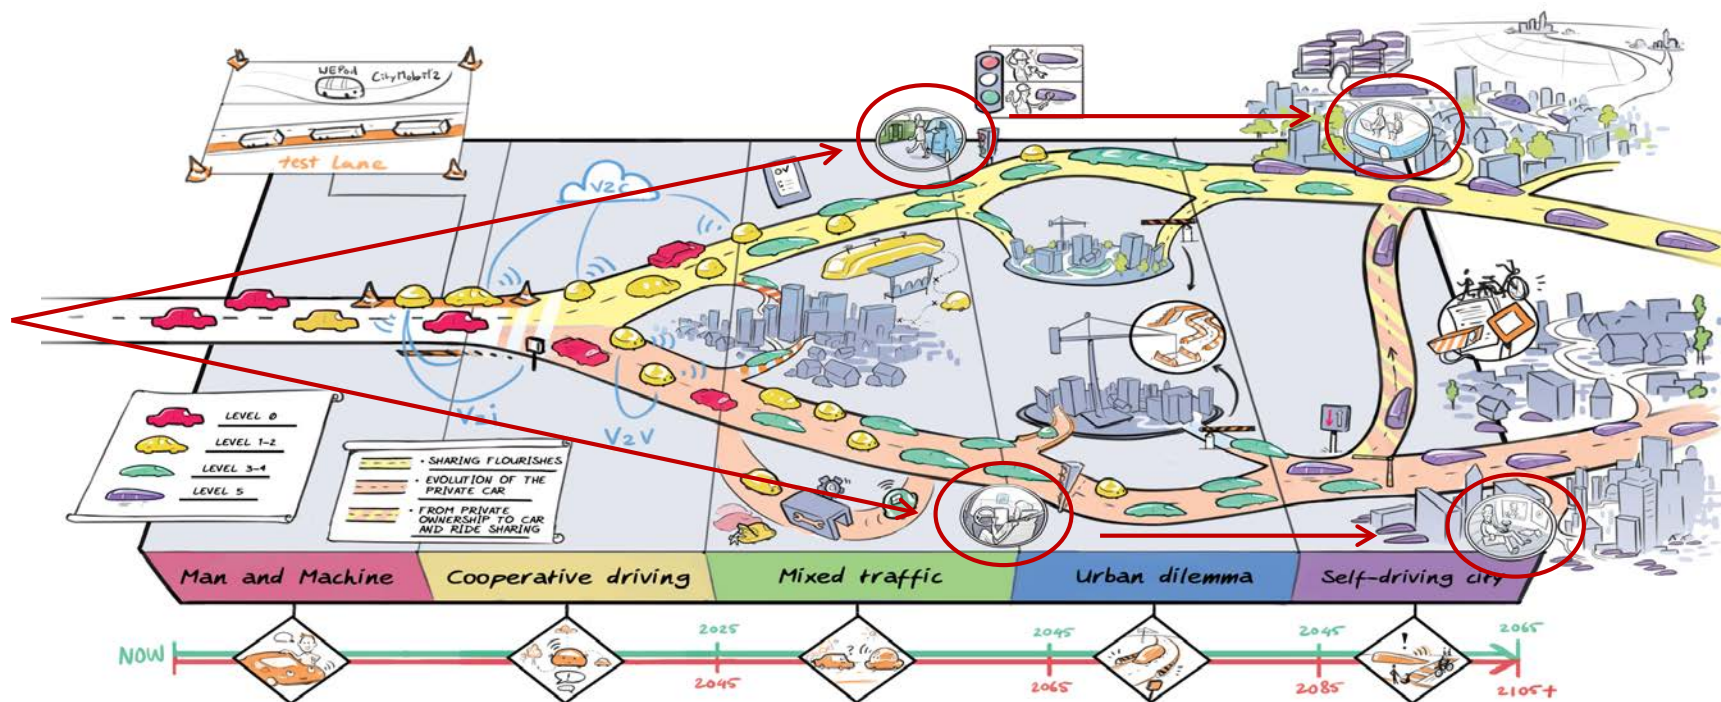 WEPod
CityMobil2
test Lane
V2C
OV
V2i
V2V
LEVEL 0
LEVEL 1-2
LEVEL 3-4
LEVEL 5
• SHARING FLOURISHES
• EVOLUTION OF THE
PRIVATE CAR
• FROM PRIVATE
OWNERSHIP TO CAR
AND RIDE SHARING
Man and Machine
Cooperative driving
Mixed traffic
Urban dilemma
Self-driving city
NOW
2025
2045
2045
2065
2045
2065
2085
2105+